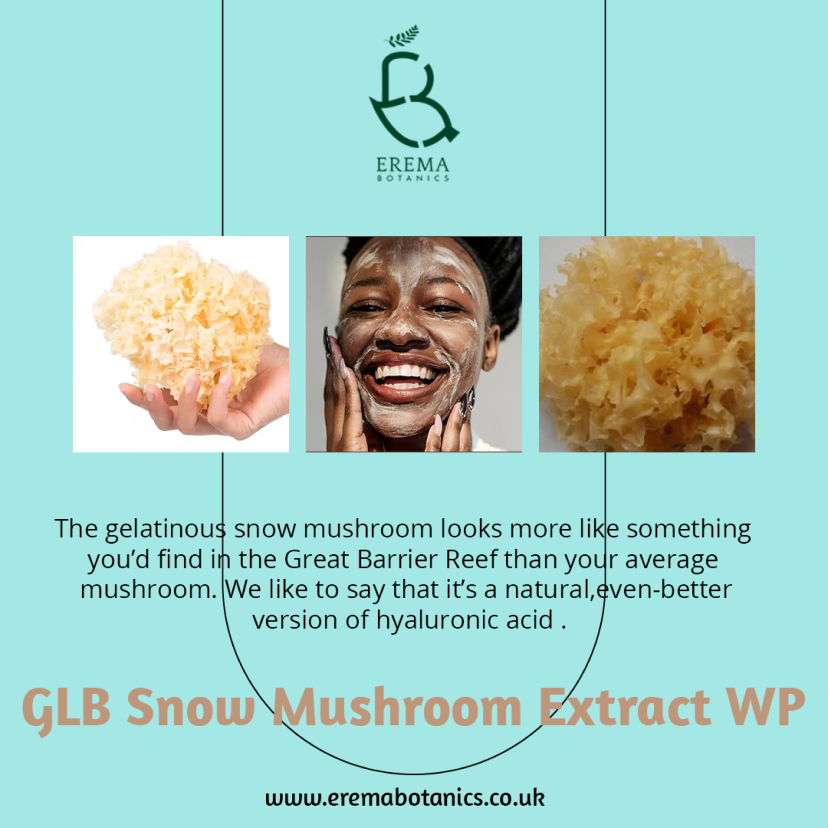 EREMA
BOTANICS
The gelatinous snow mushroom looks more like something
you’d find in the Great Barrier Reef than your average
mushroom. We like to say that it’s a natural,even-better
version of hyaluronic acid .
GLB Snow Mushroom Extract WP
www.eremabotanics.co.uk